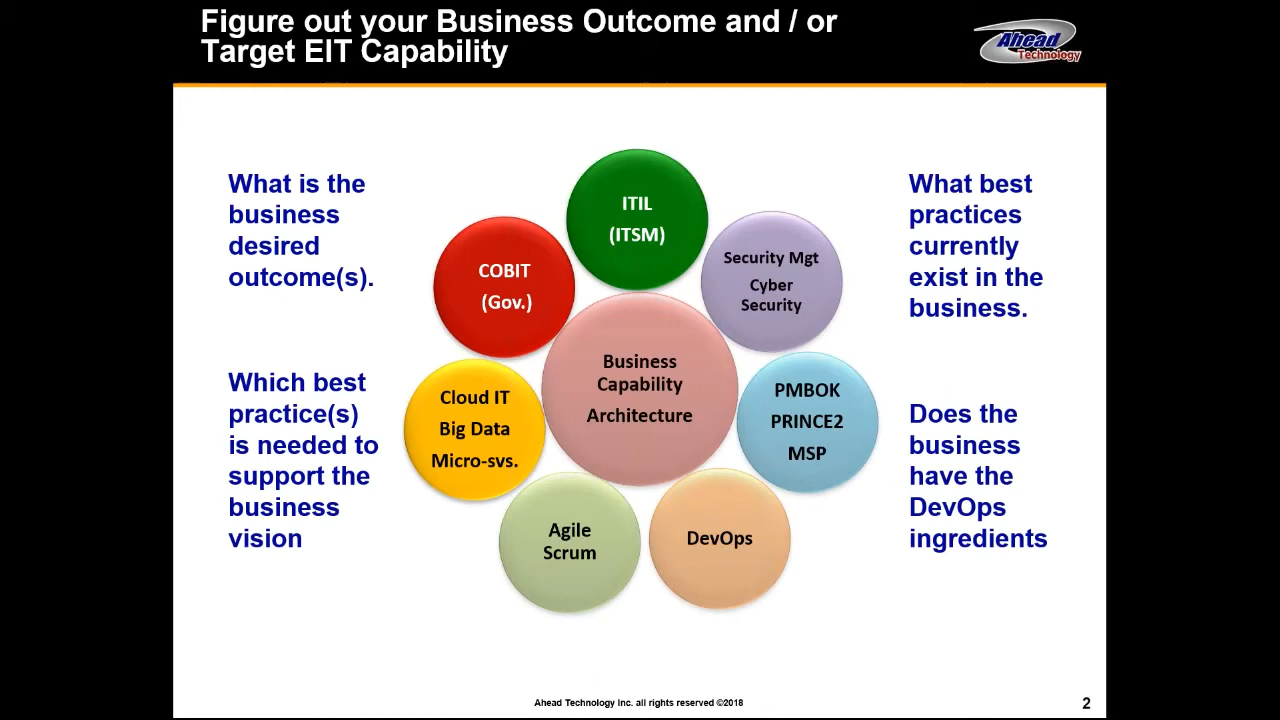 Figure out your Business Outcome and / or
Target EIT Capability
Ahead
Technology
What is the
business
desired
outcome(s).
Which best
practice(s)
is needed to
support the
business
vision
ITIL
(ITSM)
COBIT
(Gov.)
Security Mgt
Cyber
Security
Business
Capability
Architecture
Cloud IT
Big Data
Micro-svs.
PMBOK
PRINCE2
MSP
Agile
Scrum
DevOps
What best
practices
currently
exist in the
business.
Does the
business
have the
DevOps
ingredients
Ahead Technology Inc. all rights reserved ©2018
2